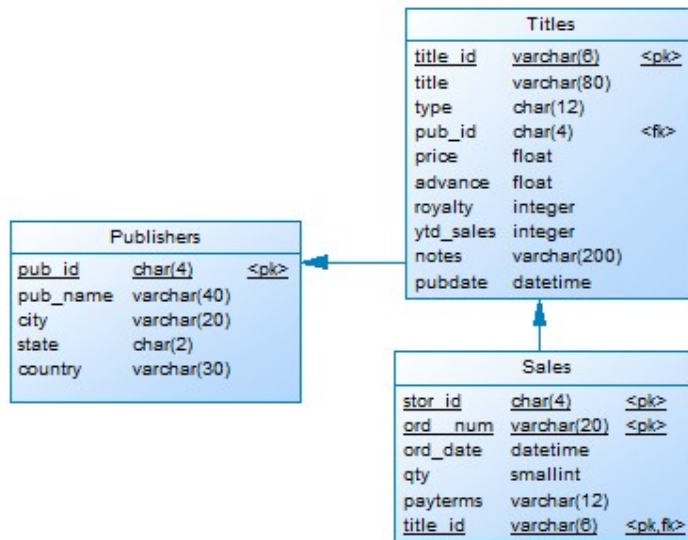 Titles
title_id varchar(6) <pk>
title varchar(80)
type char(12)
pub_id char(4) <fk>
price float
advance float
royalty integer
ytd_sales integer
notes varchar(200)
pubdate datetime
Publishers
pub_id char(4) <pk>
pub_name varchar(40)
city varchar(20)
state char(2)
country varchar(30)
Sales
stor_id char(4) <pk>
ord_num varchar(20) <pk>
ord_date datetime
qty smallint
payterms varchar(12)
title_id varchar(6) <pk,fk>